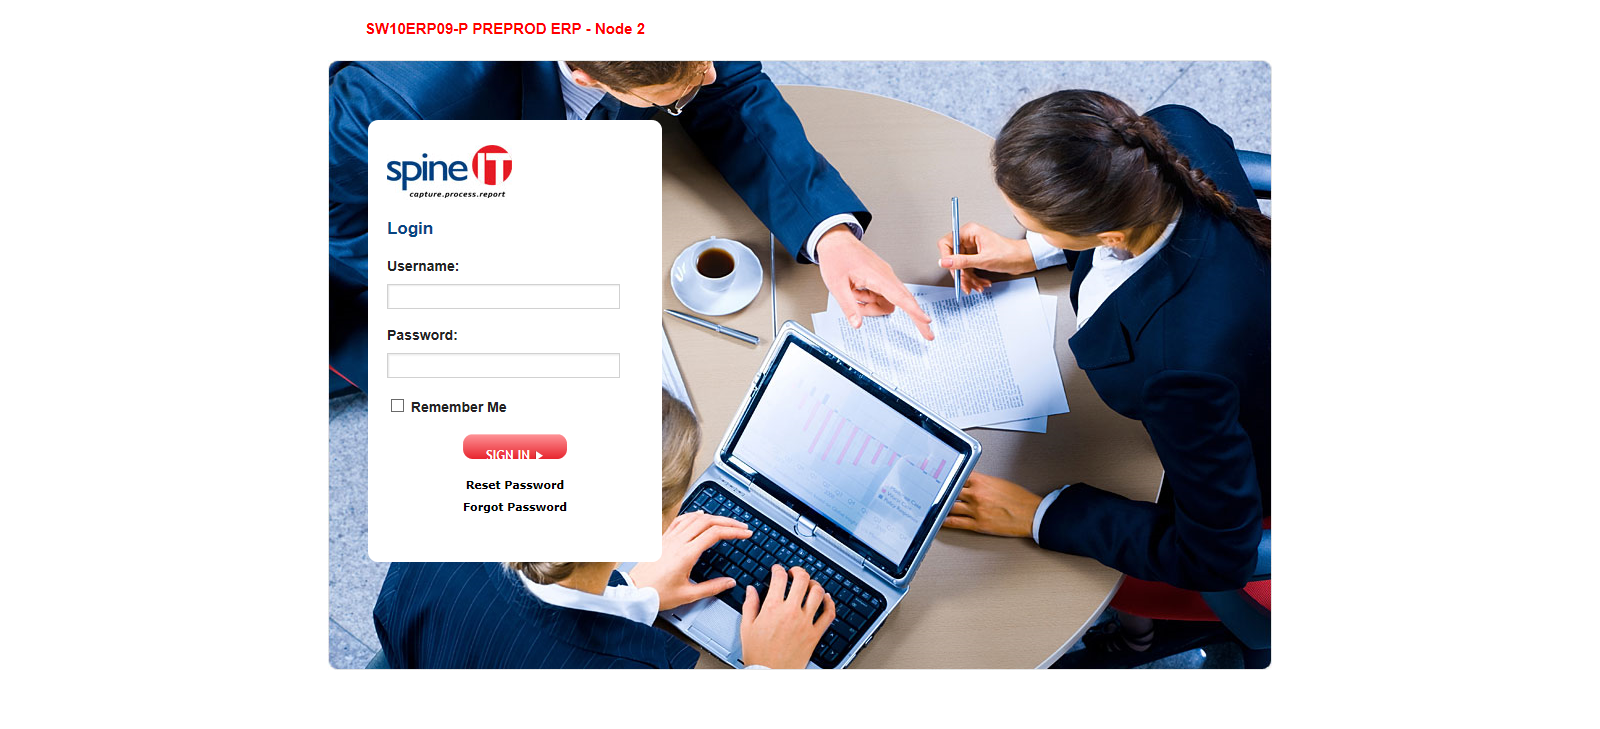 SW10ERP09-P PREPROD ERP - Node 2
spine IT
capture.process.report
Login
Username:
Password:
Remember Me
SIGN IN
Reset Password
Forgot Password